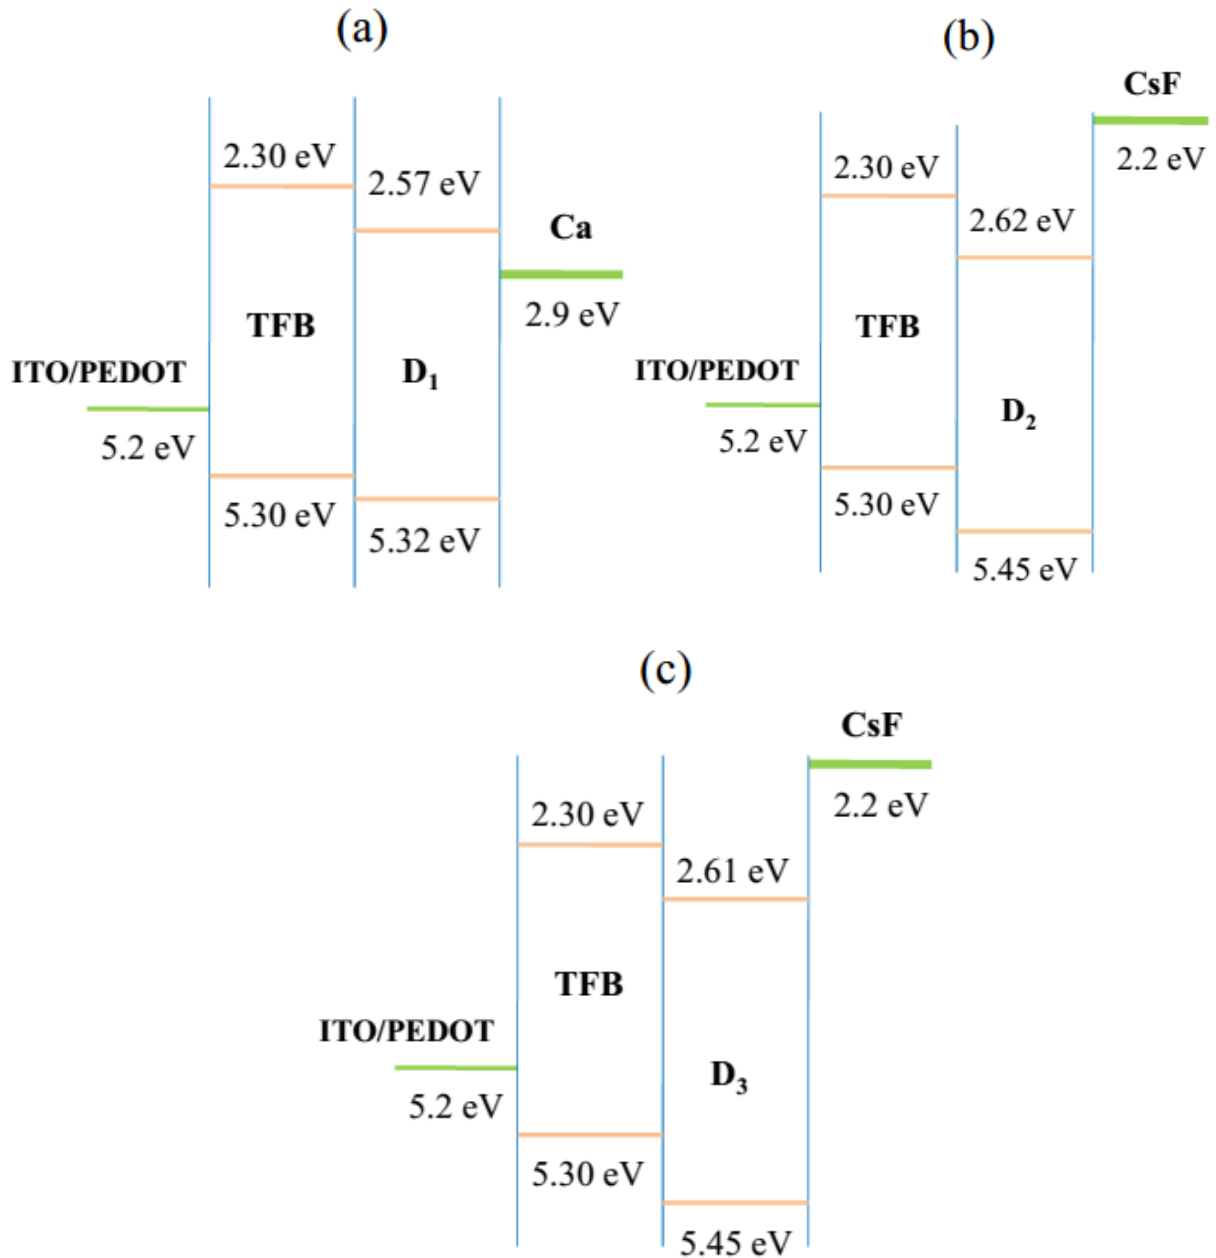 (a)
2.30 eV
2.57 eV
Ca
2.9 eV
TFB
D₁
ITO/PEDOT
5.2 eV
5.30 eV
5.32 eV
(b)
CsF
2.2 eV
2.30 eV
2.62 eV
TFB
ITO/PEDOT
D₂
5.2 eV
5.30 eV
5.45 eV
(c)
CsF
2.2 eV
2.30 eV
2.61 eV
TFB
ITO/PEDOT
D₃
5.2 eV
5.30 eV
5.45 eV